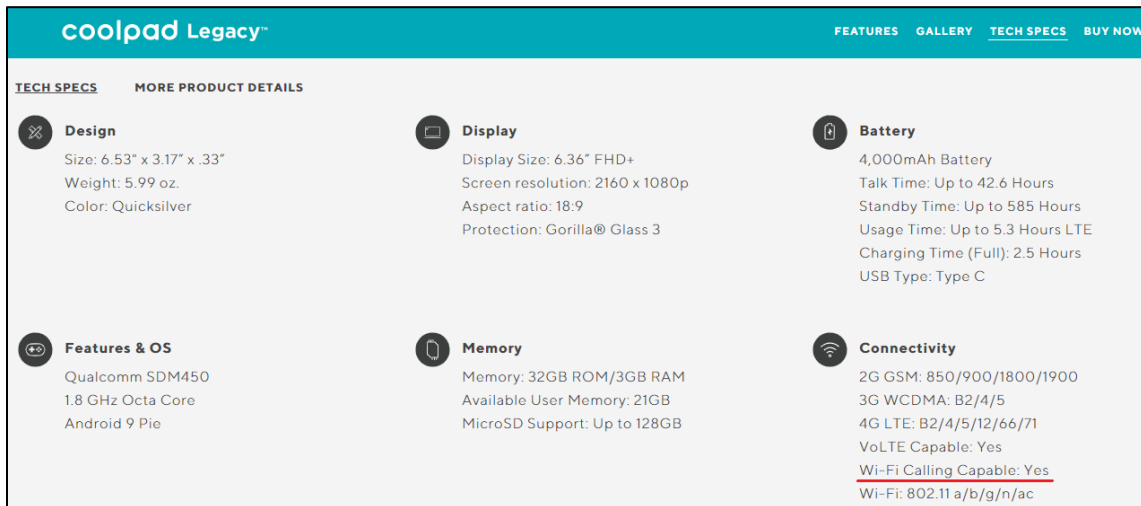 coolpad Legacy™
FEATURES GALLERY TECH SPECS BUY NOW
TECH SPECS MORE PRODUCT DETAILS
Design
Size: 6.53” x 3.17” x .33”
Weight: 5.99 oz.
Color: Quicksilver
Display
Display Size: 6.36” FHD+
Screen resolution: 2160 x 1080p
Aspect ratio: 18:9
Protection: Gorilla® Glass 3
Battery
4,000mAh Battery
Talk Time: Up to 42.6 Hours
Standby Time: Up to 585 Hours
Usage Time: Up to 5.3 Hours LTE
Charging Time (Full): 2.5 Hours
USB Type: Type C
Features & OS
Qualcomm SDM450
1.8 GHz Octa Core
Android 9 Pie
Memory
Memory: 32GB ROM/3GB RAM
Available User Memory: 21GB
MicroSD Support: Up to 128GB
Connectivity
2G GSM: 850/900/1800/1900
3G WCDMA: B2/4/5
4G LTE: B2/4/5/12/66/71
VoLTE Capable: Yes
Wi-Fi Calling Capable: Yes
Wi-Fi: 802.11 a/b/g/n/ac